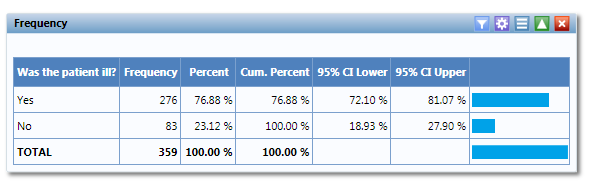 Frequency
Was the patient ill? Frequency Percent Cum. Percent 95% CI Lower 95% CI Upper
Yes 276 76.88 % 76.88 % 72.10 % 81.07 %
No 83 23.12 % 100.00 % 18.93 % 27.90 %
TOTAL 359 100.00 % 100.00 %